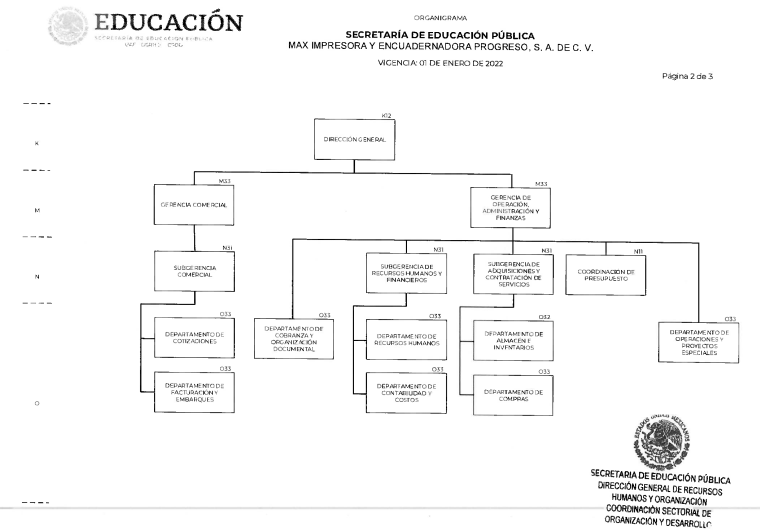 ORGANIGRAMA
EDUCACIÓN
SECRETARÍA DE EDUCACIÓN PÚBLICA
SECRETARÍA DE EDUCACIÓN PÚBLICA
MAX IMPRESORA Y ENCUADERNADORA PROGRESO, S. A. DE C. V.
VIGENCIA: 01 DE ENERO DE 2022
Página 2 de 3
K12
K
DIRECCIÓN GENERAL
M33
M33
M
GERENCIA COMERCIAL
GERENCIA DE
OPERACIÓN,
ADMINISTRACIÓN Y
FINANZAS
N31
N31
N31
N11
N
SUBGERENCIA
COMERCIAL
SUBGERENCIA DE
RECURSOS HUMANOS Y
FINANCIEROS
SUBGERENCIA DE
ADQUISICIONES Y
CONTRATACIÓN DE
SERVICIOS
COORDINACIÓN DE
PRESUPUESTO
O33
DEPARTAMENTO DE
COTIZACIONES
O33
DEPARTAMENTO DE
COBRANZA Y
ORGANIZACIÓN
DOCUMENTAL
O33
DEPARTAMENTO DE
RECURSOS HUMANOS
O32
DEPARTAMENTO DE
ALMACÉN E
INVENTARIOS
O33
DEPARTAMENTO DE
OPERACIONES Y
PROYECTOS
ESPECIALES
O
O33
DEPARTAMENTO DE
FACTURACIÓN Y
EMBARQUES
O33
DEPARTAMENTO DE
CONTABILIDAD Y
COSTOS
O33
DEPARTAMENTO DE
COMPRAS
ESTADOS UNIDOS MEXICANOS
SECRETARIA DE EDUCACIÓN PÚBLICA
DIRECCIÓN GENERAL DE RECURSOS
HUMANOS Y ORGANIZACIÓN
COORDINACIÓN SECTORIAL DE
ORGANIZACIÓN Y DESARROLLO